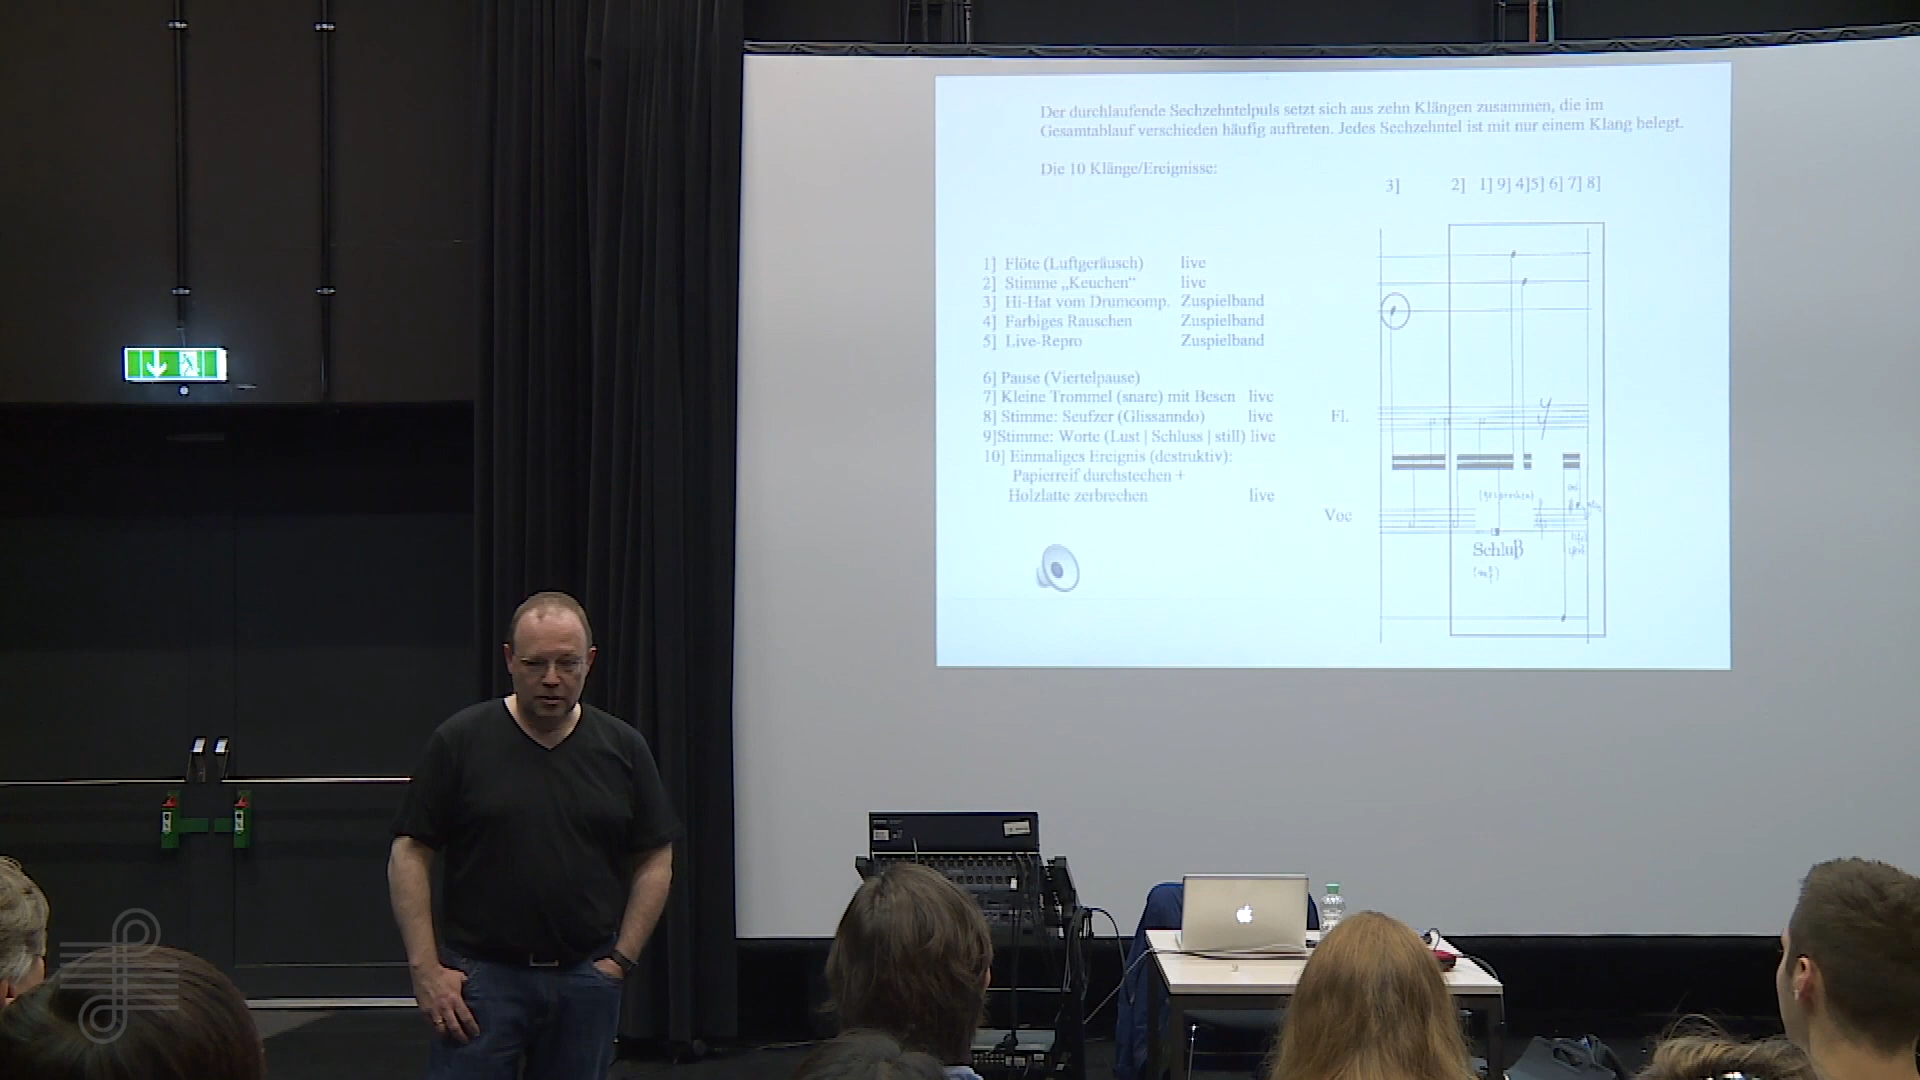 Der durchlaufende Sechzehntelpuls setzt sich aus zehn Klängen zusammen, die im
Gesamtablauf verschieden häufig auftreten. Jedes Sechzehntel ist mit nur einem Klang belegt.
Die 10 Klänge/Ereignisse:
3] 2] 1] 9] 4]5] 6] 7] 8]
1] Flöte (Luftgeräusch) live
2] Stimme „Keuchen“ live
3] Hi-Hat vom Drumcomp. Zuspielband
4] Farbiges Rauschen Zuspielband
5] Live-Repro Zuspielband
6] Pause (Viertelpause)
7] Kleine Trommel (snare) mit Besen live
8] Stimme: Seufzer (Glissanndo) live
9]Stimme: Worte (Lust | Schluss | still) live
10] Einmaliges Ereignis (destruktiv):
Papierreif durchstechen +
Holzlatte zerbrechen live
Fl.
(gesprochen)
Voc
Schluß
(mf)